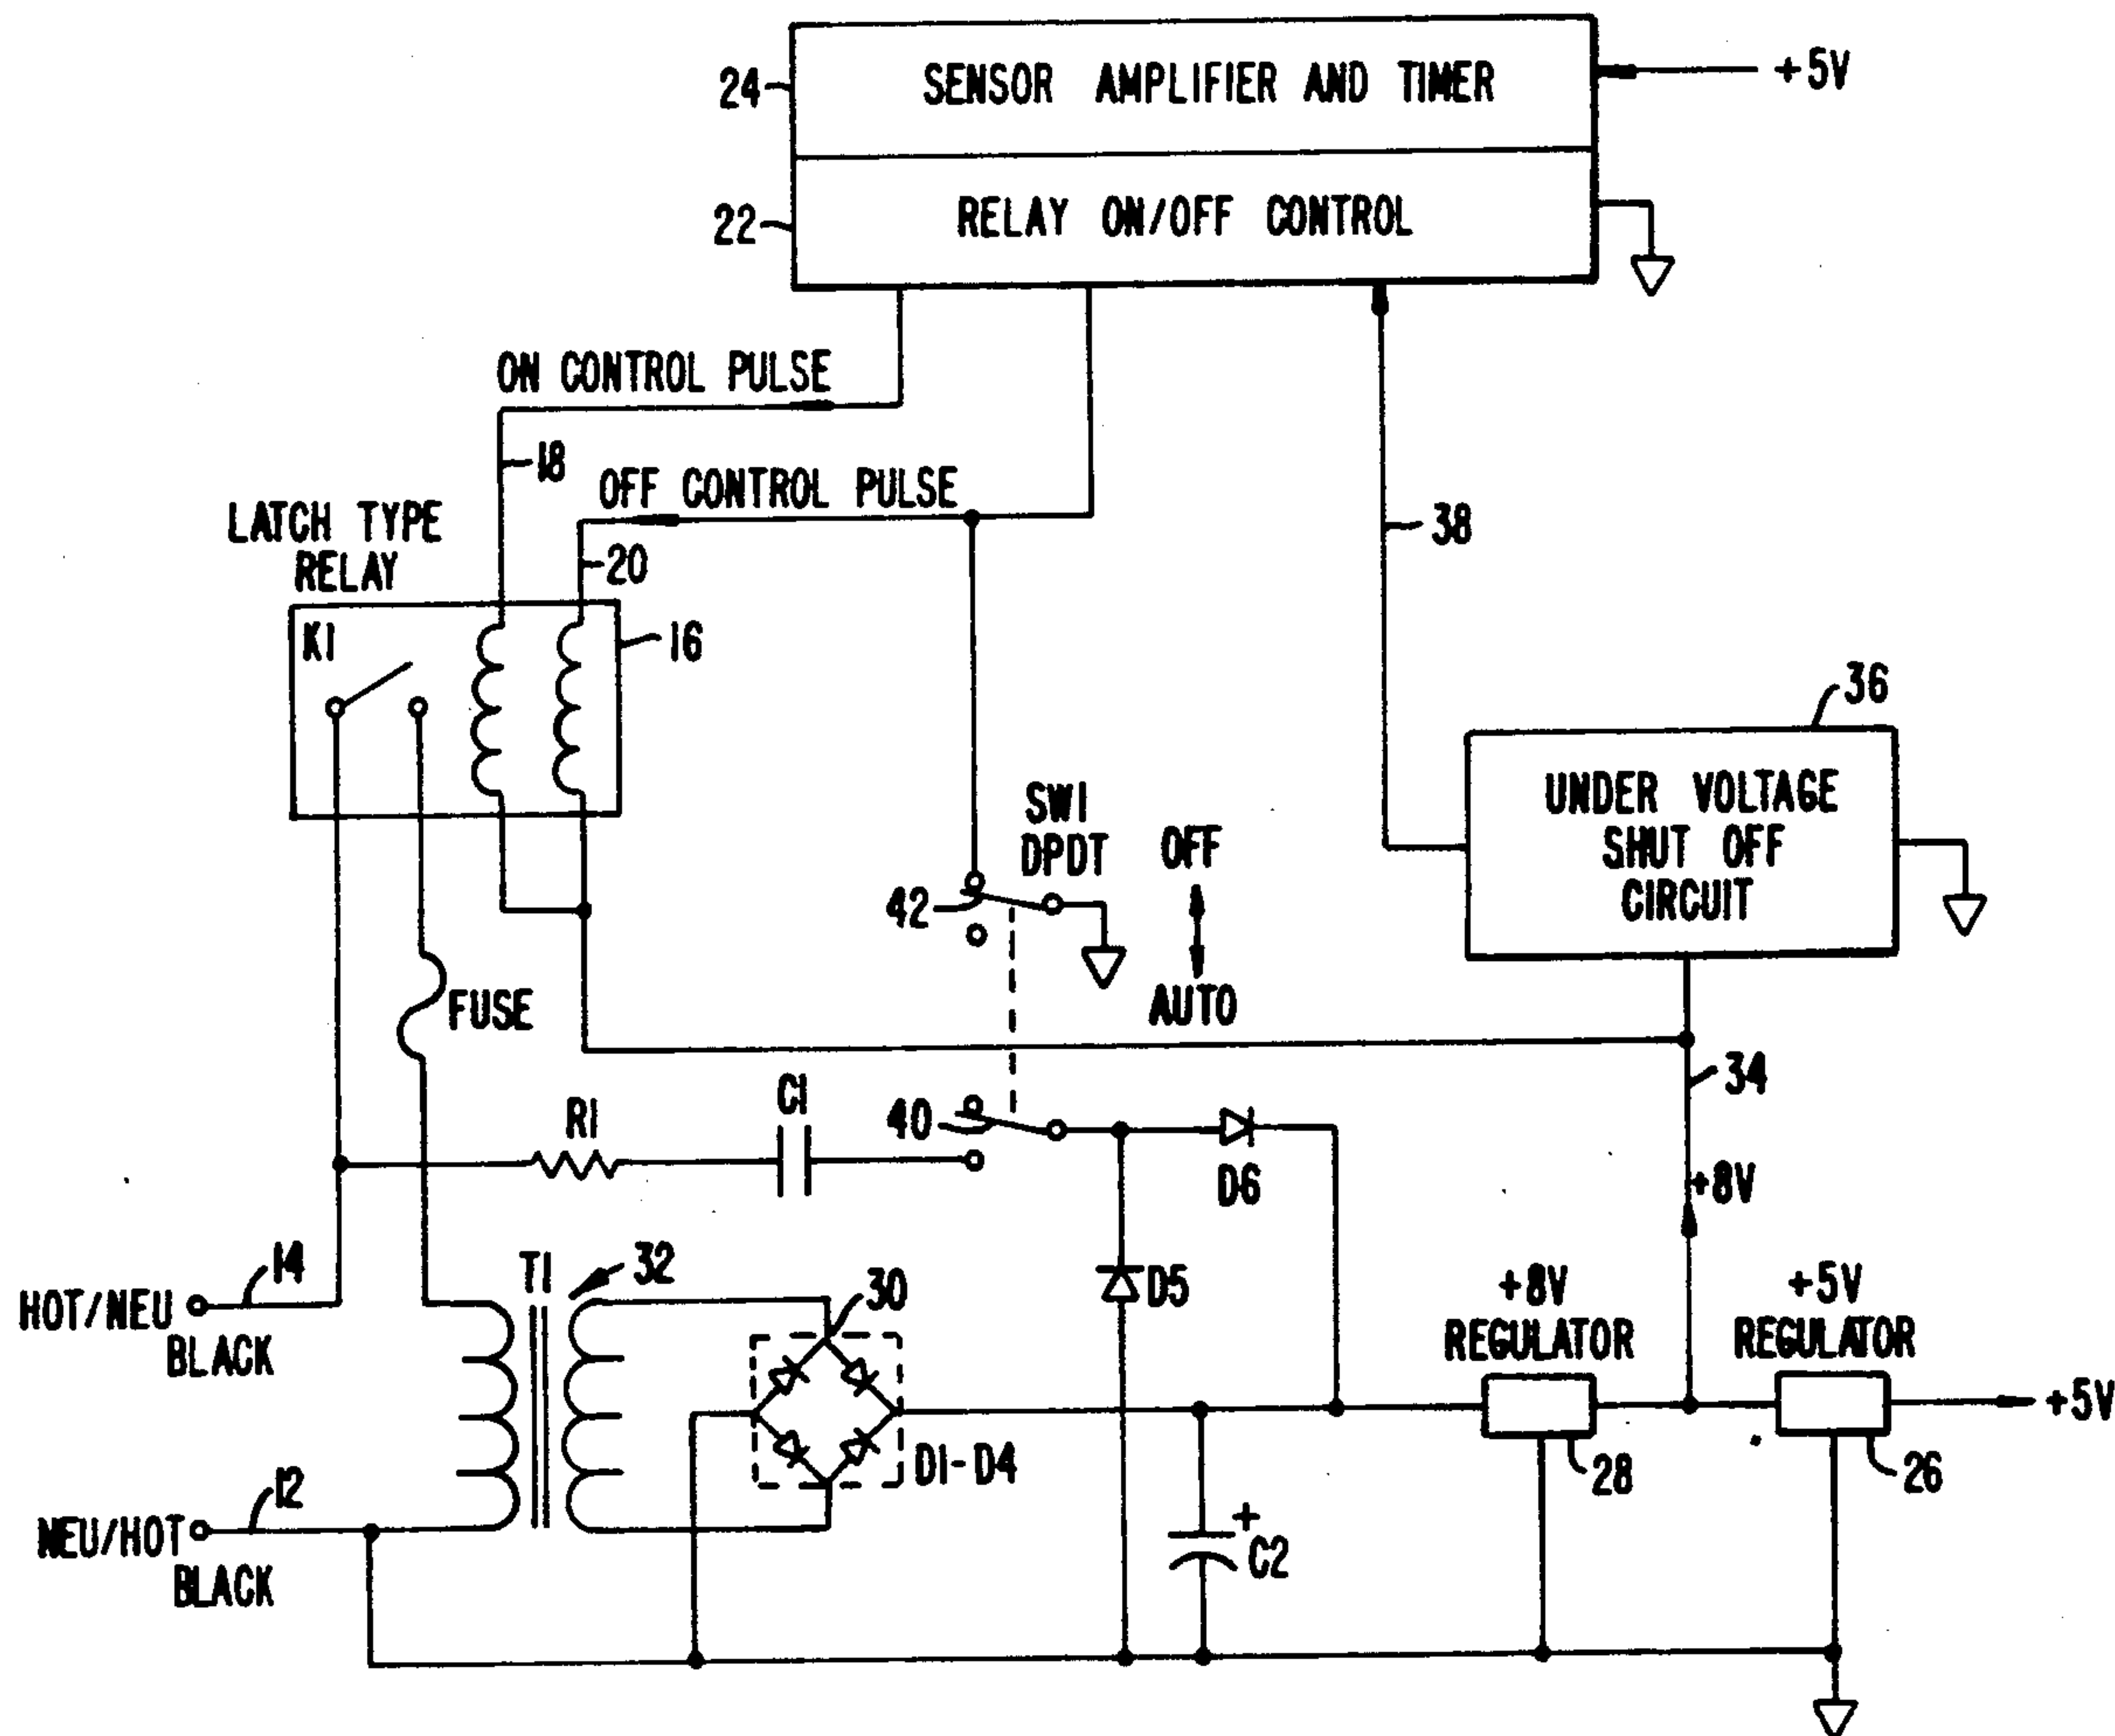 24
SENSOR AMPLIFIER AND TIMER
+5V
22
RELAY ON/OFF CONTROL
ON CONTROL PULSE
18
OFF CONTROL PULSE
38
LATCH TYPE
RELAY
20
K1
16
36
UNDER VOLTAGE
SHUT OFF
CIRCUIT
SW1
DPDT
OFF
42
AUTO
FUSE
34
R1
C1
40
D6
+8V
14
HOT/NEU
BLACK
T1
32
30
D5
+8V
REGULATOR
+5V
REGULATOR
+5V
D1-D4
28
26
12
NEU/HOT
BLACK
+
C2